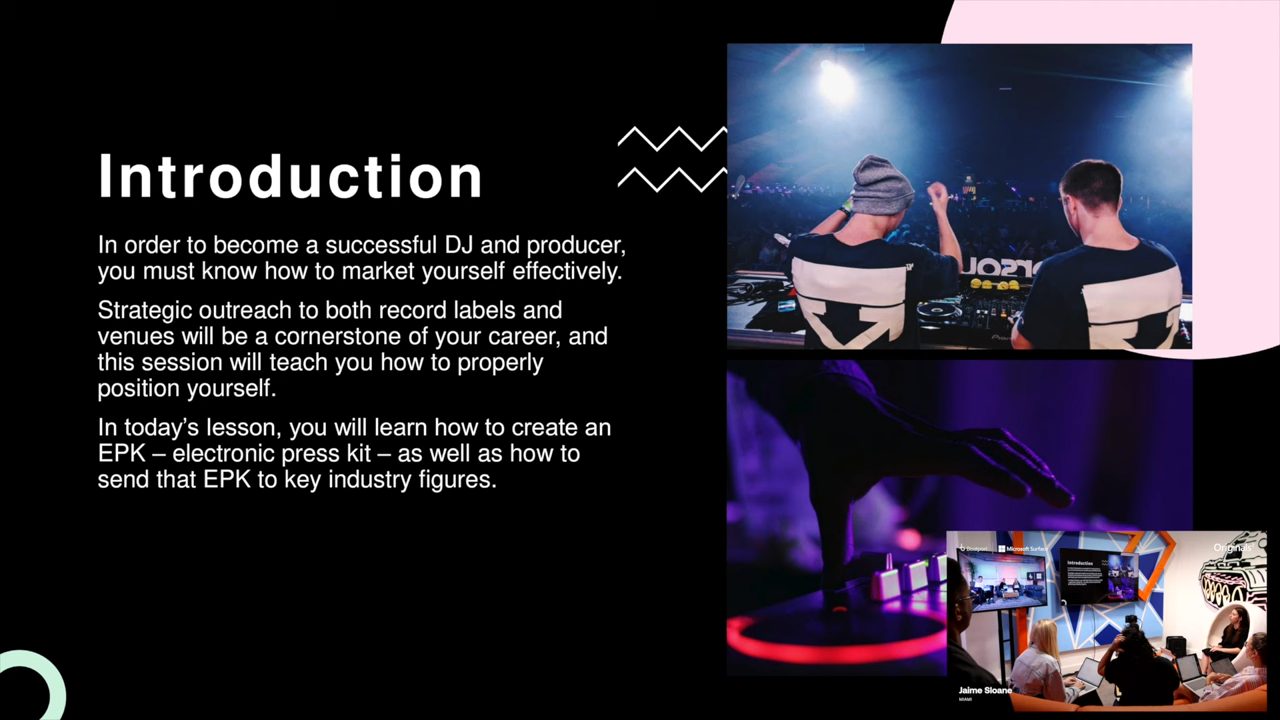 Introduction
In order to become a successful DJ and producer,
you must know how to market yourself effectively.
Strategic outreach to both record labels and
venues will be a cornerstone of your career, and
this session will teach you how to properly
position yourself.
In today’s lesson, you will learn how to create an
EPK – electronic press kit – as well as how to
send that EPK to key industry figures.
Beatport
Microsoft Surface
Originals
Introduction
Jaime Sloane
MIAMI